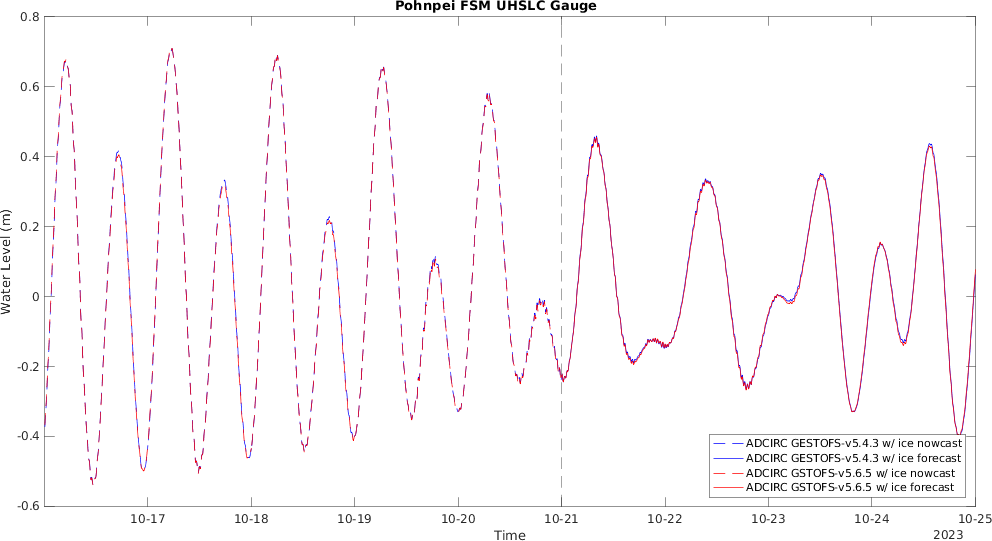 Pohnpei FSM UHSLC Gauge
0.8
0.6
0.4
0.2
0
-0.2
-0.4
-0.6
Water Level (m)
10-17
10-18
10-19
10-20
10-21
10-22
10-23
10-24
10-25
Time
2023
ADCIRC GESTOFS-v5.4.3 w/ ice nowcast
ADCIRC GESTOFS-v5.4.3 w/ ice forecast
ADCIRC GSTOFS-v5.6.5 w/ ice nowcast
ADCIRC GSTOFS-v5.6.5 w/ ice forecast